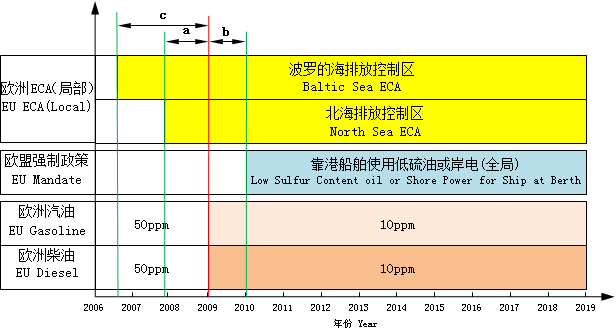 c
a
b
欧洲ECA(局部)
EU ECA(Local)
波罗的海排放控制区
Baltic Sea ECA
北海排放控制区
North Sea ECA
欧盟强制政策
EU Mandate
靠港船舶使用低硫油或岸电(全局)
Low Sulfur Content oil or Shore Power for Ship at Berth
欧洲汽油
EU Gasoline
50ppm
10ppm
欧洲柴油
EU Diesel
50ppm
10ppm
2006 2007 2008 2009 2010 2011 2012 2013 2014 2015 2016 2017 2018 2019
年份 Year